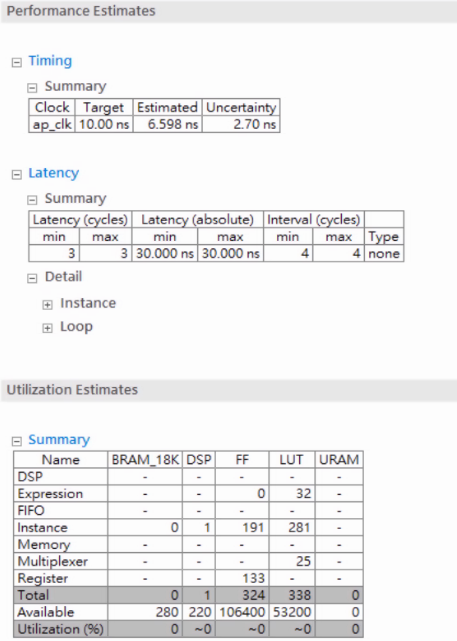 Performance Estimates
Timing
Summary
Clock Target Estimated Uncertainty
ap_clk 10.00 ns 6.598 ns 2.70 ns
Latency
Summary
Latency (cycles) Latency (absolute) Interval (cycles)
min max min max min max Type
3 3 30.000 ns 30.000 ns 4 4 none
Detail
Instance
Loop
Utilization Estimates
Summary
Name BRAM_18K DSP FF LUT URAM
DSP - - - - -
Expression - - 0 32 -
FIFO - - - - -
Instance 0 1 191 281 -
Memory - - - - -
Multiplexer - - - 25 -
Register - - 133 - -
Total 0 1 324 338 0
Available 280 220 106400 53200 0
Utilization (%) 0 ~0 ~0 ~0 0